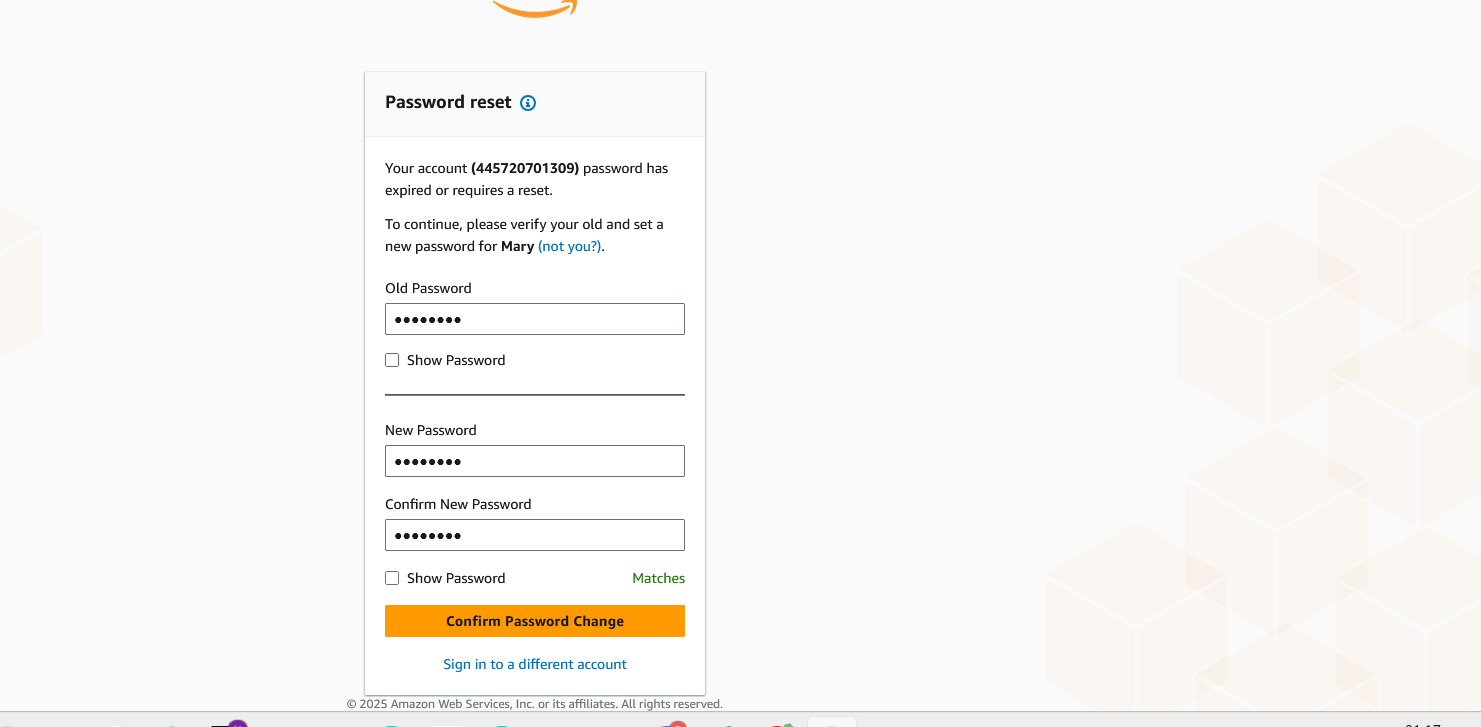 Password reset
Your account (445720701309) password has
expired or requires a reset.
To continue, please verify your old and set a
new password for Mary (not you?).
Old Password
••••••••
Show Password
New Password
••••••••
Confirm New Password
••••••••
Show Password
Matches
Confirm Password Change
Sign in to a different account
© 2025 Amazon Web Services, Inc. or its affiliates. All rights reserved.